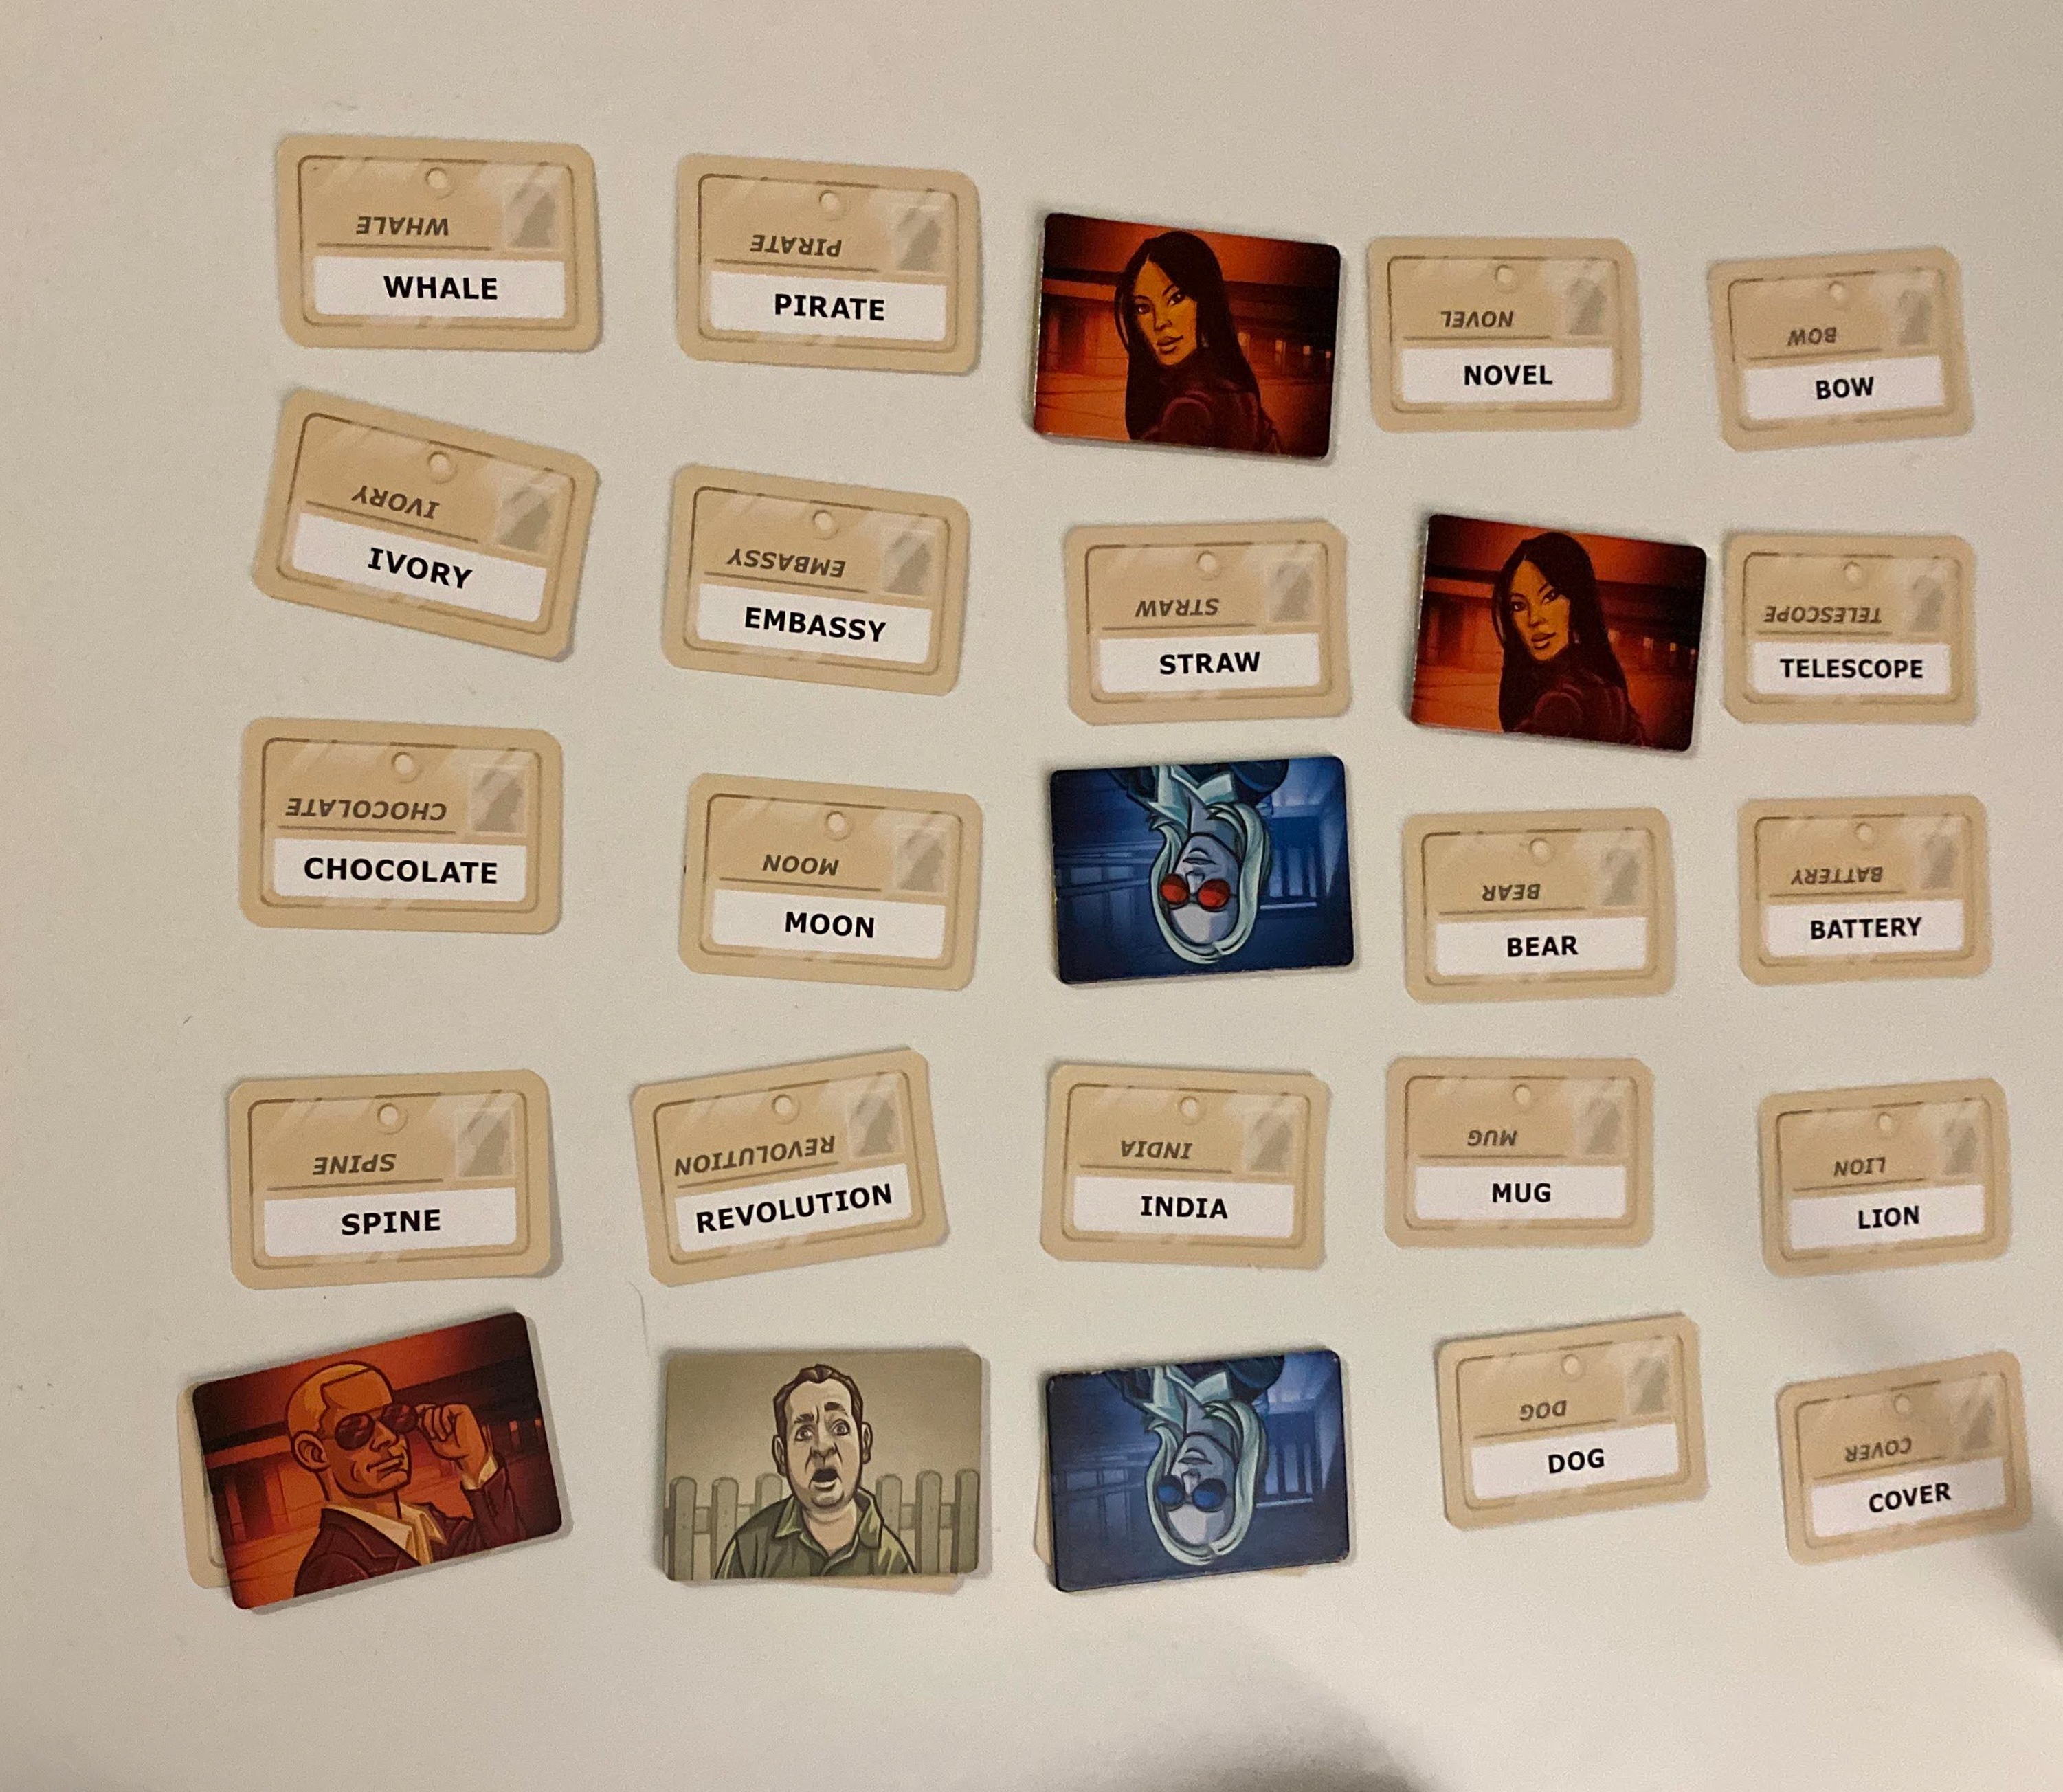 WHALE
WHALE
PIRATE
PIRATE
NOVEL
NOVEL
BOW
BOW
IVORY
IVORY
EMBASSY
EMBASSY
STRAW
STRAW
TELESCOPE
TELESCOPE
CHOCOLATE
CHOCOLATE
MOON
MOON
BEAR
BEAR
BATTERY
BATTERY
SPINE
SPINE
REVOLUTION
REVOLUTION
INDIA
INDIA
MUG
MUG
LION
LION
DOG
DOG
COVER
COVER